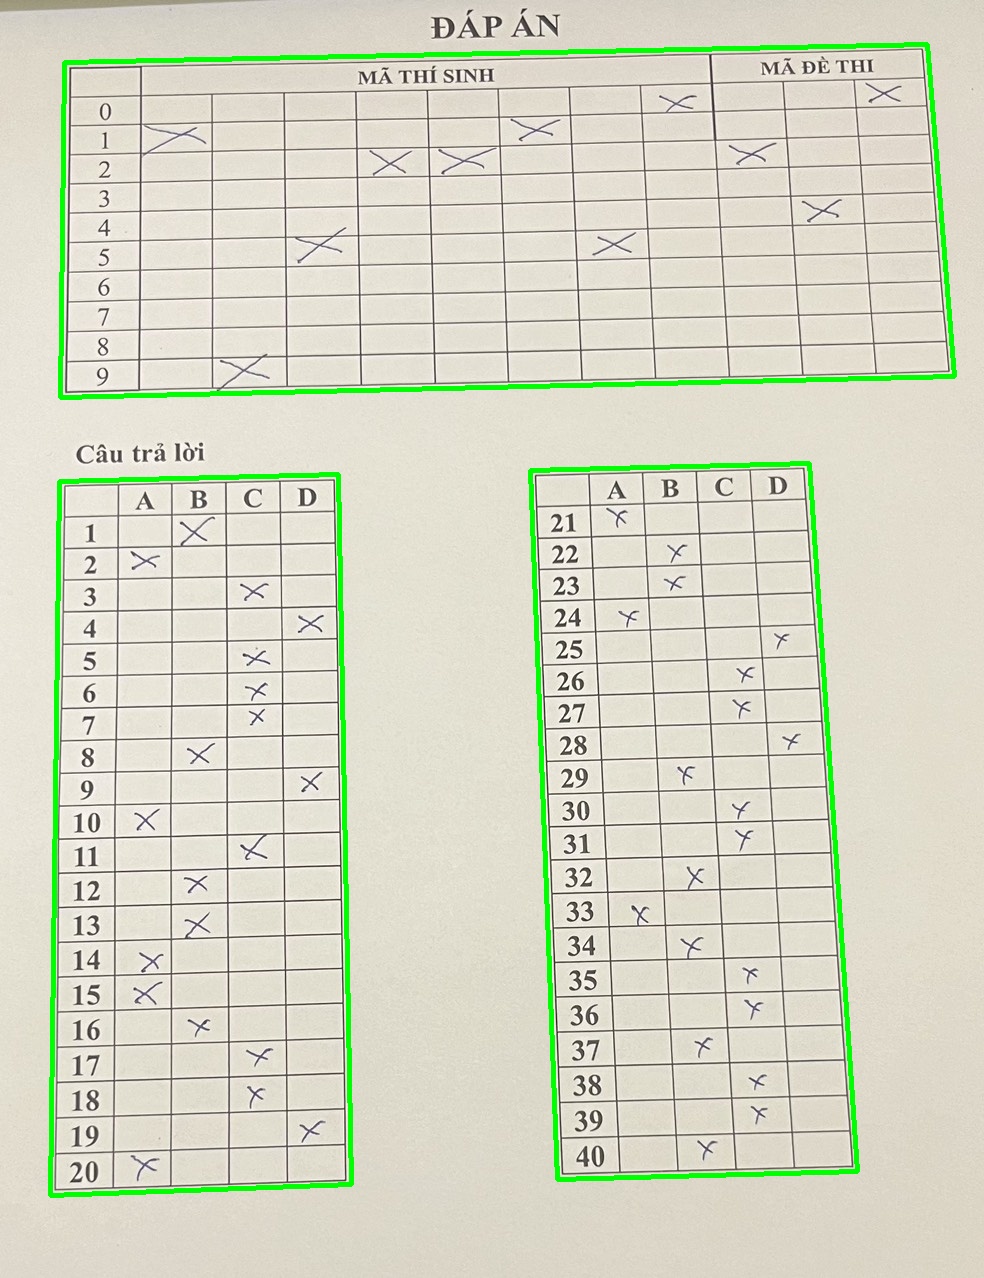 ĐÁP ÁN
MÃ THÍ SINH MÃ ĐỀ THI
0 X X
1 X X
2 X X X
3
4 X
5 X X
6
7
8
9 X
Câu trả lời
A B C D
1 X
2 X
3 X
4 X
5 X
6 X
7 X
8 X
9 X
10 X
11 X
12 X
13 X
14 X
15 X
16 X
17 X
18 X
19 X
20 X
A B C D
21 X
22 X
23 X
24 X
25 X
26 X
27 X
28 X
29 X
30 X
31 X
32 X
33 X
34 X
35 X
36 X
37 X
38 X
39 X
40 X